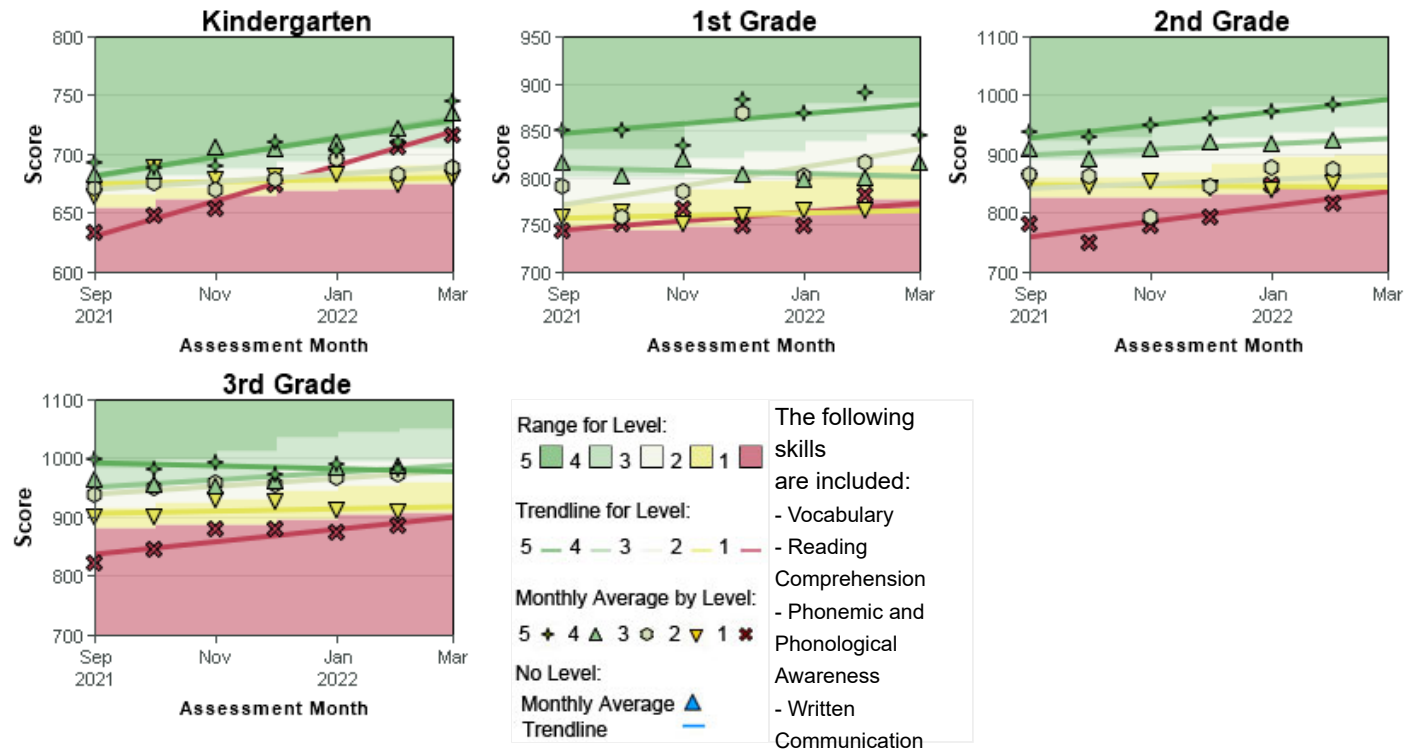 Kindergarten
800
750
700
650
600
Score
Sep
2021
Nov
Jan
2022
Mar
Assessment Month
1st Grade
950
900
850
800
750
700
Score
Sep
2021
Nov
Jan
2022
Mar
Assessment Month
2nd Grade
1100
1000
900
800
700
Score
Sep
2021
Nov
Jan
2022
Mar
Assessment Month
3rd Grade
1100
1000
900
800
700
Score
Sep
2021
Nov
Jan
2022
Mar
Assessment Month
Range for Level:
5 4 3 2 1
Trendline for Level:
5 4 3 2 1
Monthly Average by Level:
5 4 3 2 1
No Level:
Monthly Average
Trendline
The following
skills
are included:
- Vocabulary
- Reading
Comprehension
- Phonemic and
Phonological
Awareness
- Written
Communication